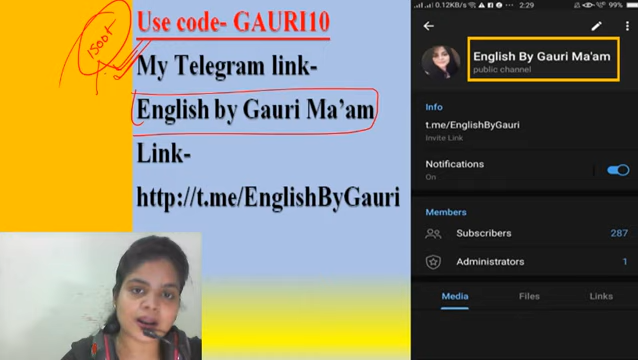 1500+
Use code- GAURI10
My Telegram link-
English by Gauri Ma'am
Link-
http://t.me/EnglishByGauri
0.12KB/s
99%
2:29
English By Gauri Ma'am
public channel
Info
t.me/EnglishByGauri
Invite Link
Notifications
On
Members
Subscribers 287
Administrators 1
Media Files Links